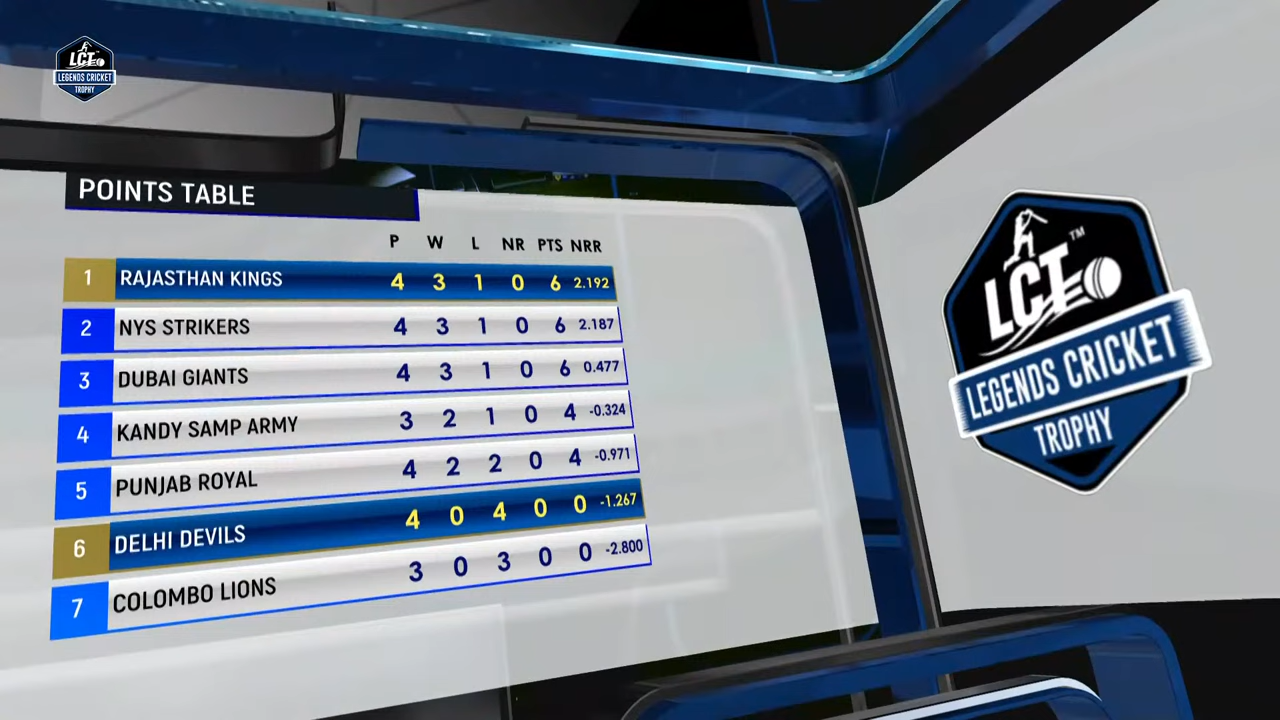 LCT
LEGENDS CRICKET
TROPHY
POINTS TABLE
P W L NR PTS NRR
1 RAJASTHAN KINGS 4 3 1 0 6 2.192
2 NYS STRIKERS 4 3 1 0 6 2.187
3 DUBAI GIANTS 4 3 1 0 6 0.477
4 KANDY SAMP ARMY 3 2 1 0 4 -0.324
5 PUNJAB ROYAL 4 2 2 0 4 -0.971
6 DELHI DEVILS 4 0 4 0 0 -1.267
7 COLOMBO LIONS 3 0 3 0 0 -2.800
LCT™
LEGENDS CRICKET
TROPHY